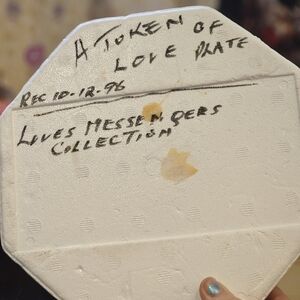 A TOKEN OF
LOVE PLATE
REC 10-12-96
LOVES MESSENGERS
COLLECTION